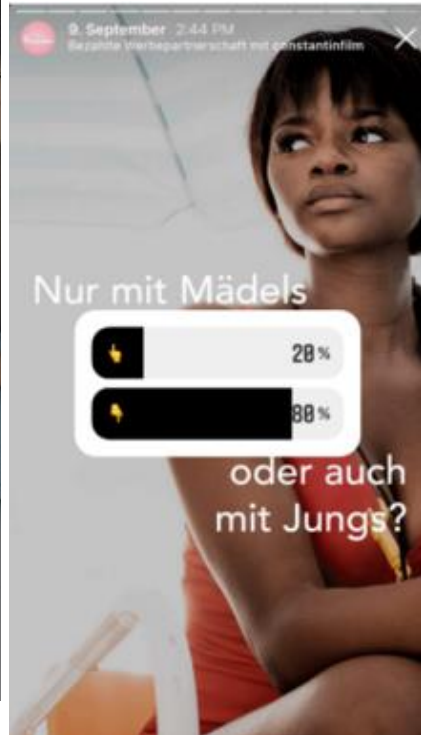 9. September 2:44 PM
Bezahlte Werbepartnerschaft mit constantinfilm
Nur mit Mädels
20%
80%
oder auch
mit Jungs?